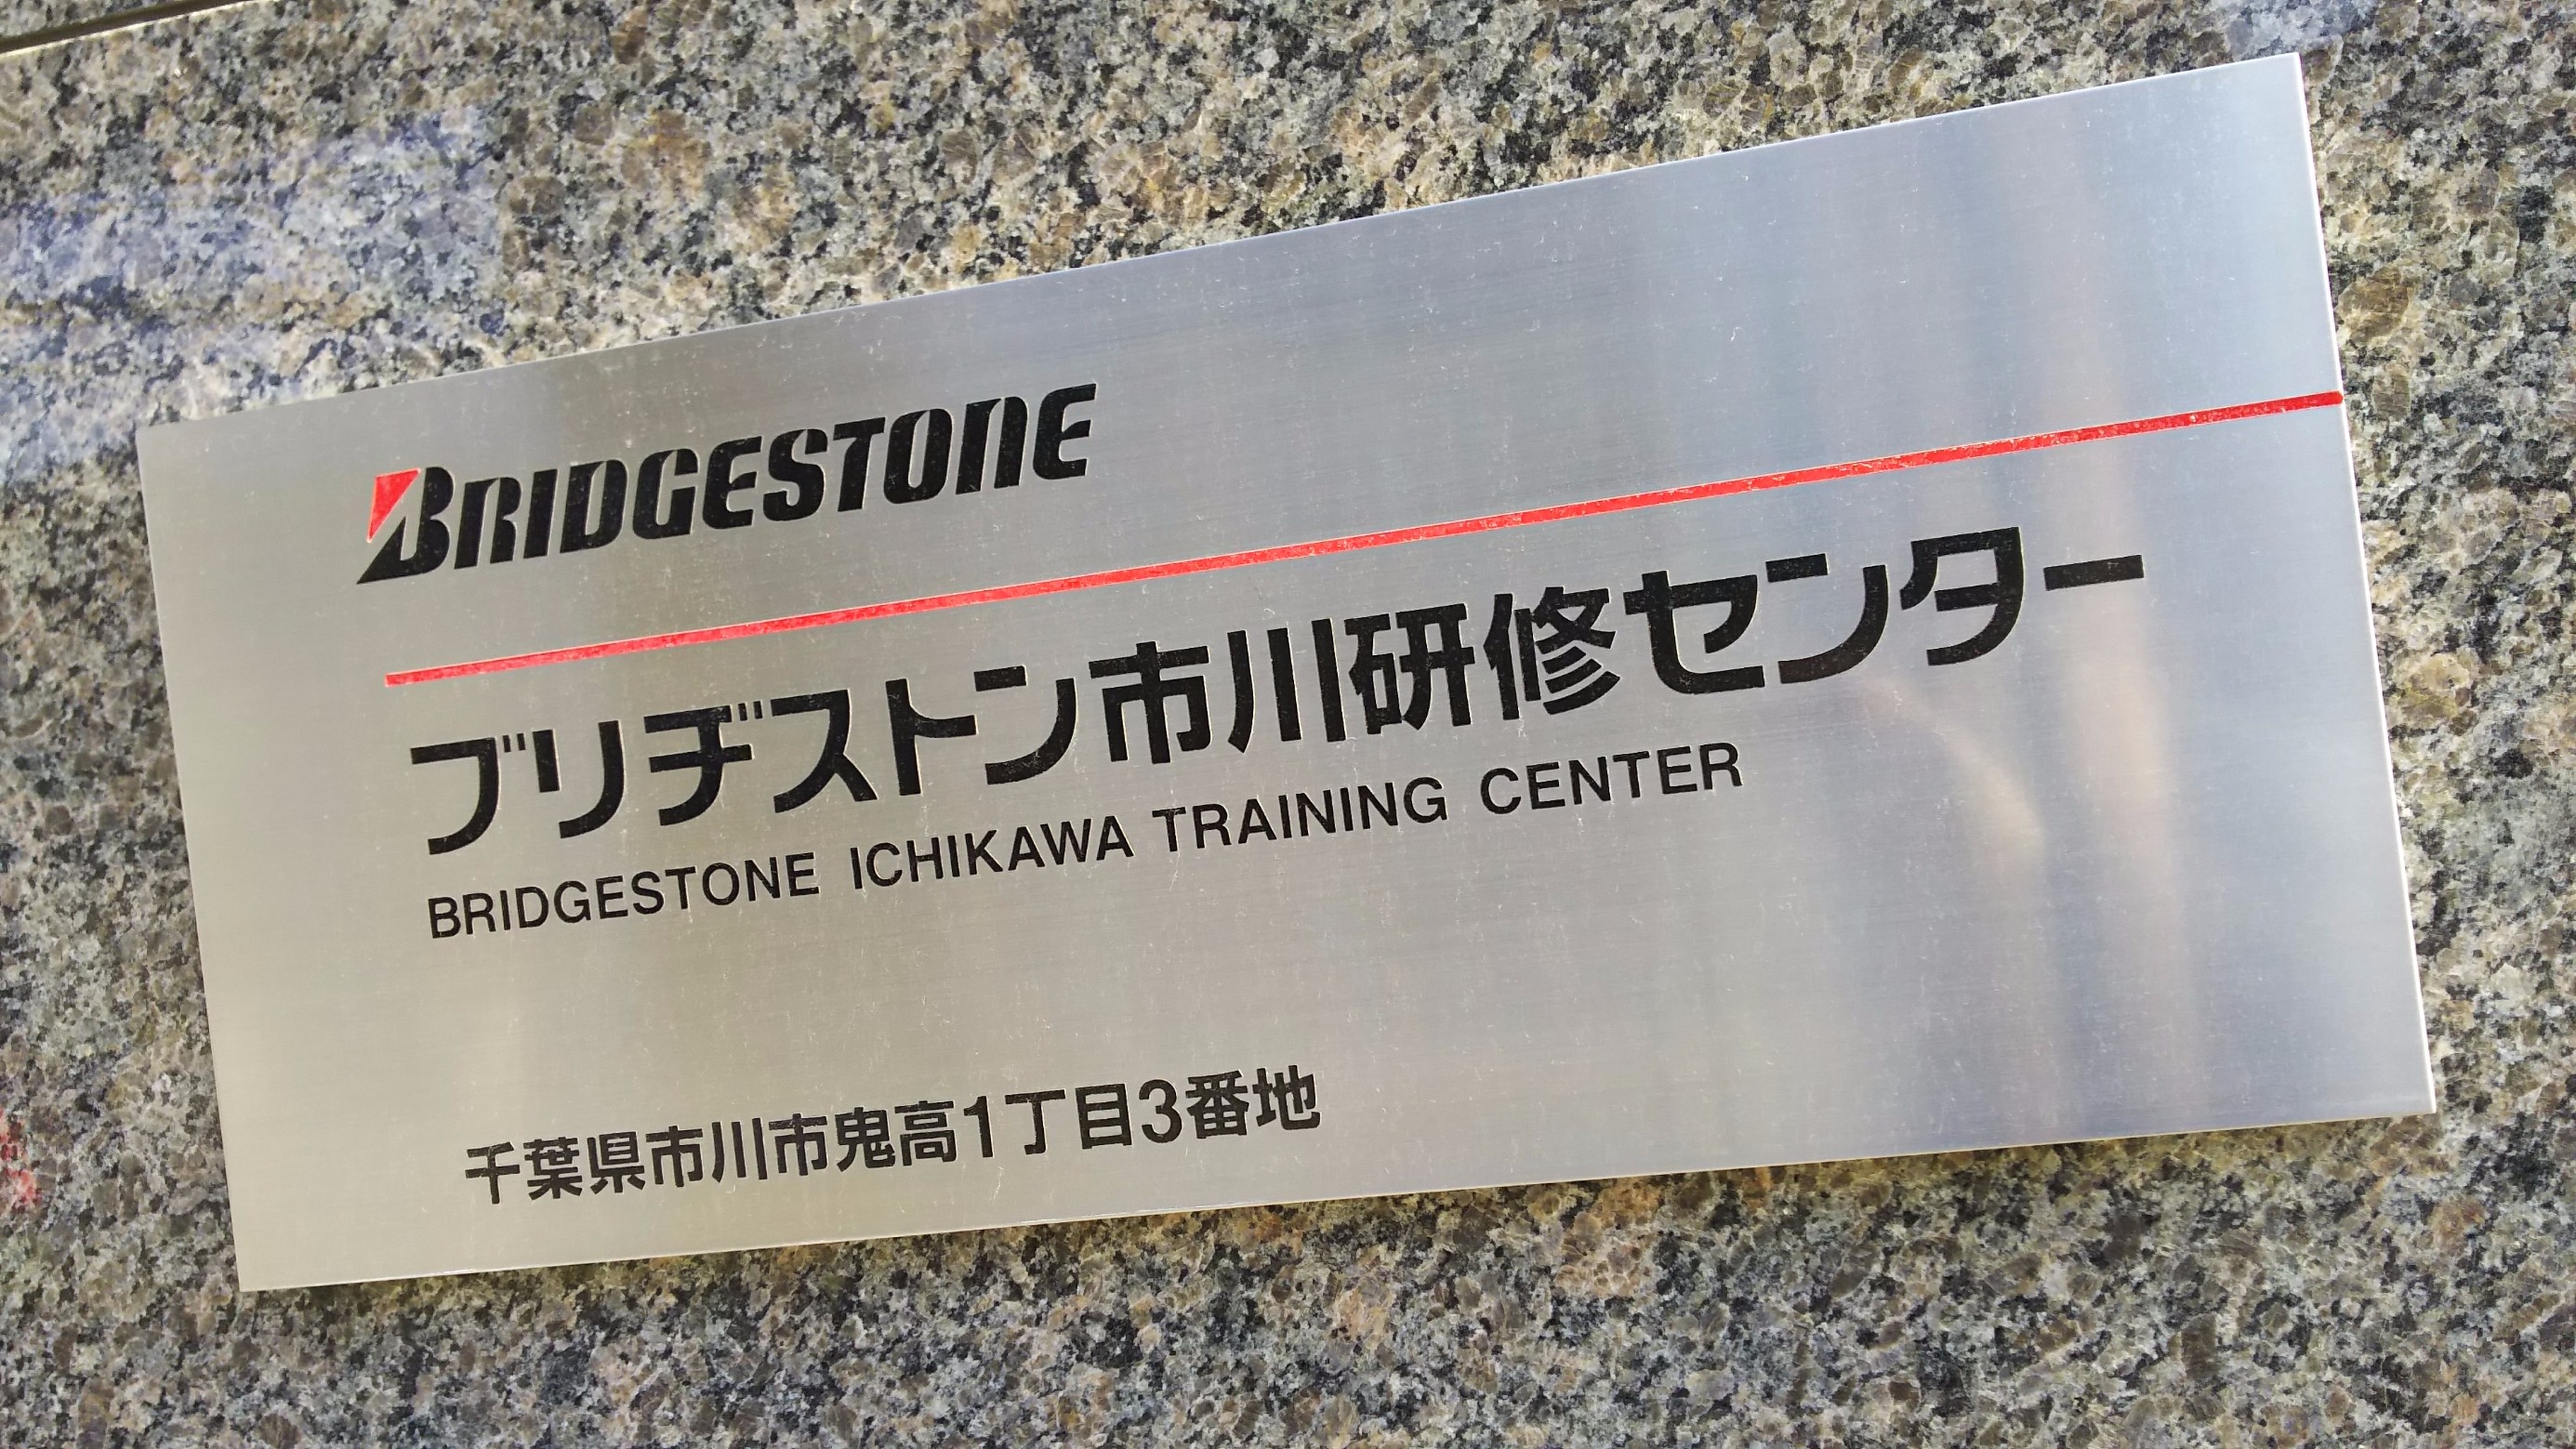 BRIDGESTONE
ブリヂストン市川研修センター
BRIDGESTONE ICHIKAWA TRAINING CENTER
千葉県市川市鬼高1丁目3番地